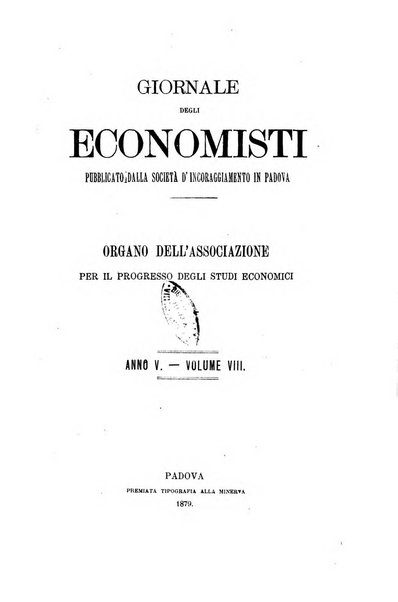 GIORNALE
DEGLI
ECONOMISTI
PUBBLICATO DALLA SOCIETÀ D'INCORAGGIAMENTO IN PADOVA
ORGANO DELL'ASSOCIAZIONE
PER IL PROGRESSO DEGLI STUDI ECONOMICI
ANNO V. — VOLUME VIII.
PADOVA
PREMIATA TIPOGRAFIA ALLA MINERVA
1879.